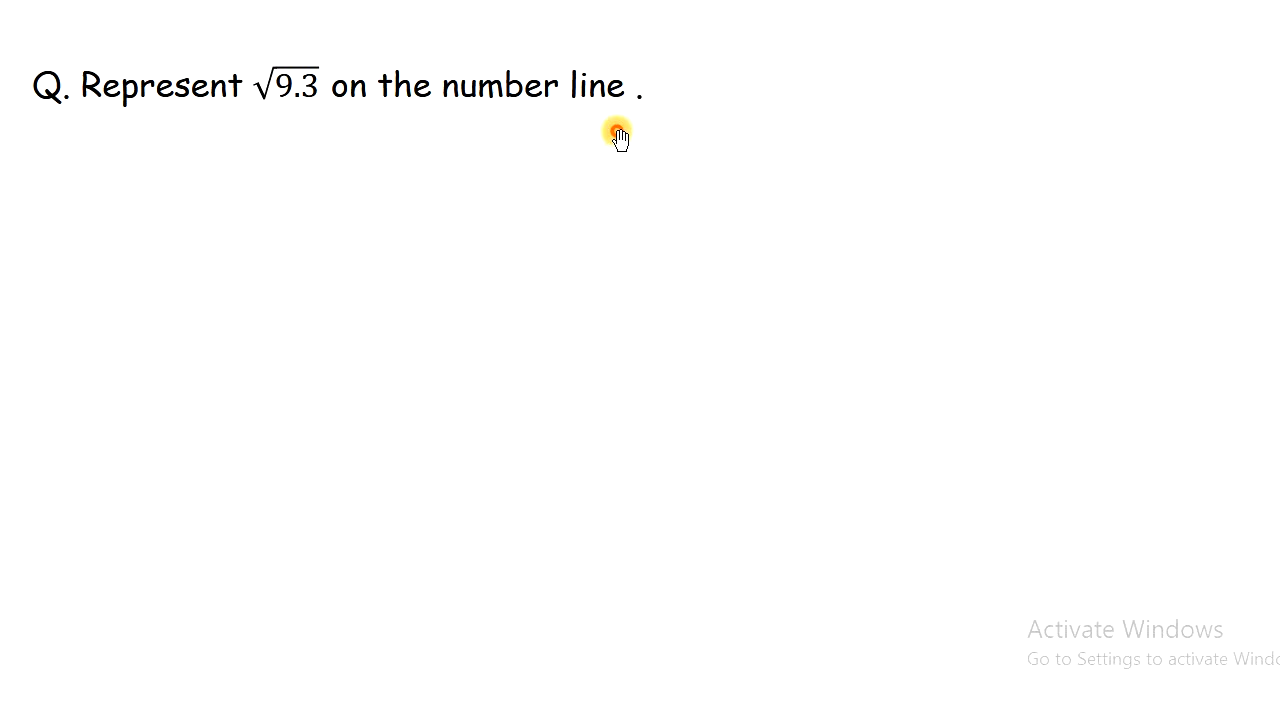 Q. Represent √9.3 on the number line .
Activate Windows
Go to Settings to activate Windo